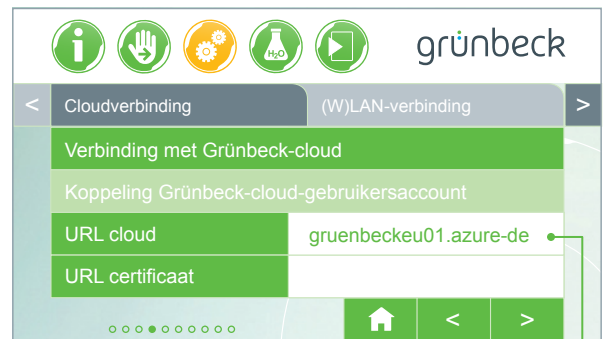 i H₂O grünbeck
< Cloudverbinding (W)LAN-verbinding >
Verbinding met Grünbeck-cloud
Koppeling Grünbeck-cloud-gebruikersaccount
URL cloud gruenbeckeu01.azure-de
URL certificaat
< >